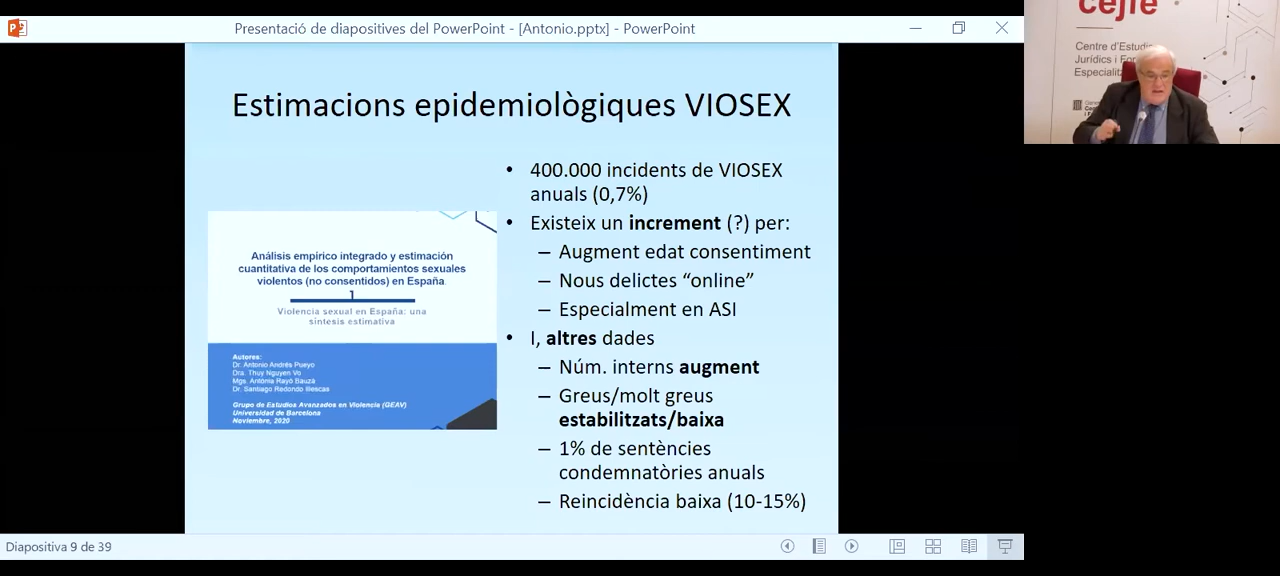 Presentació de diapositives del PowerPoint - [Antonio.pptx] - PowerPoint
Estimacions epidemiològiques VIOSEX
• 400.000 incidents de VIOSEX
anuals (0,7%)
• Existeix un increment (?) per:
– Augment edat consentiment
– Nous delictes “online”
– Especialment en ASI
• I, altres dades
– Núm. interns augment
– Greus/molt greus
estabilitzats/baixa
– 1% de sentències
condemnatòries anuals
– Reincidència baixa (10-15%)
Análisis empírico integrado y estimación
cuantitativa de los comportamientos sexuales
violentos (no consentidos) en España
1
Violencia sexual en España: una
síntesis estimativa
Autores:
Dr. Antonio Andrés Pueyo
Dra. Thuy Nguyen Vo
Mgs. Antònia Rayó Bauzà
Dr. Santiago Redondo Illescas
Grupo de Estudios Avanzados en Violencia (GEAV)
Universidad de Barcelona
Noviembre, 2020
Diapositiva 9 de 39
cejfe
Centre d'Estudis
Jurídics i
Especialit